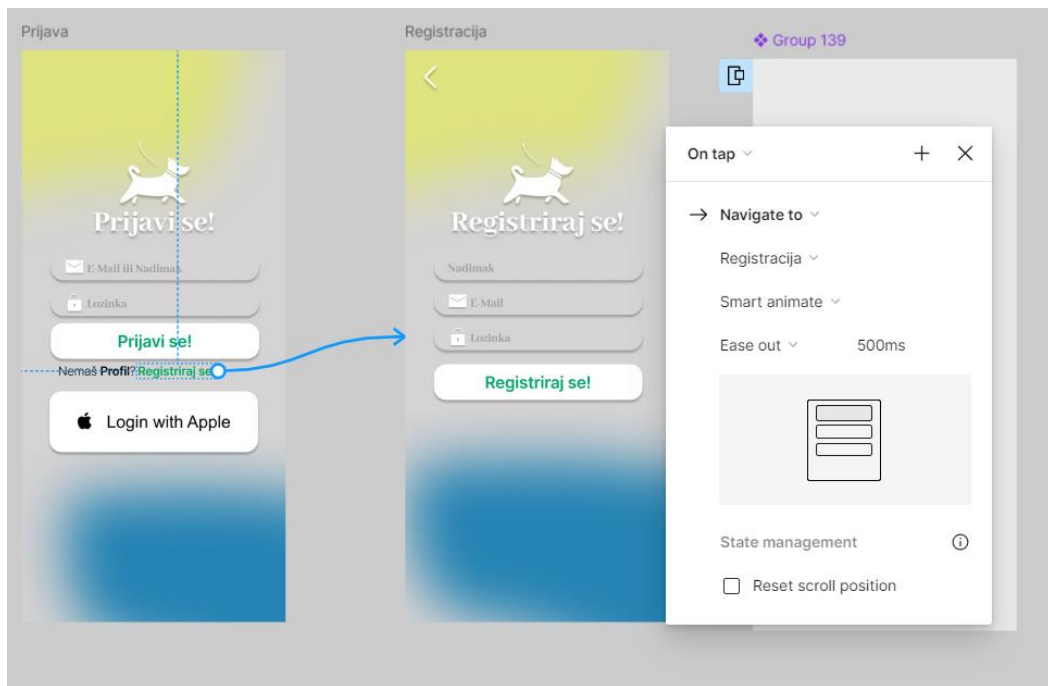 Prijava
Prijavi se!
E-Mail ili Nadimak
Lozinka
Prijavi se!
Nemaš Profil? Registriraj se
Login with Apple
Registracija
Registriraj se!
Nadimak
E-Mail
Lozinka
Registriraj se!
Group 139
On tap
Navigate to
Registracija
Smart animate
Ease out 500ms
State management
Reset scroll position